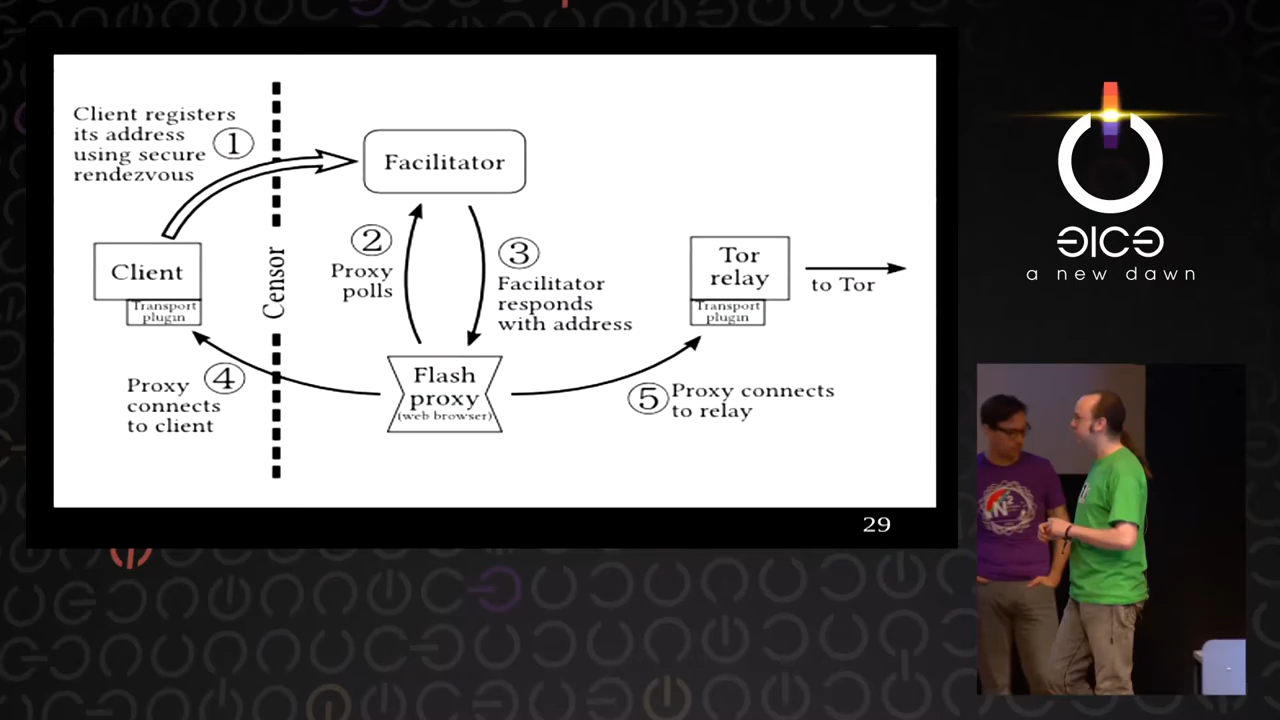 Client registers
its address
using secure
rendezvous
1
Facilitator
2
Proxy
polls
3
Facilitator
responds
with address
Client
Transport
plugin
Censor
Tor
relay
Transport
plugin
to Tor
4
Proxy
connects
to client
Flash
proxy
(web browser)
5
Proxy connects
to relay
29
a new dawn
N²